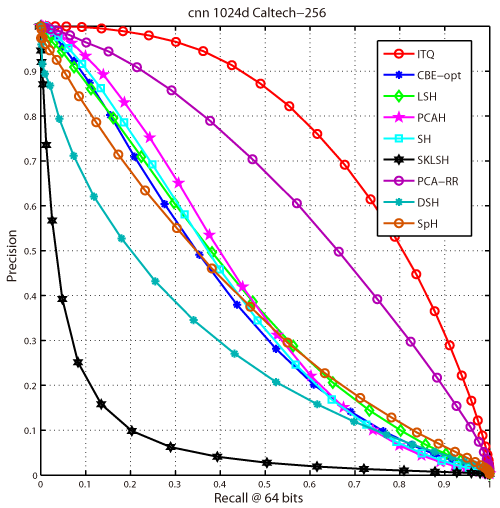 cnn 1024d Caltech−256
1
0.9
0.8
0.7
0.6
0.5
0.4
0.3
0.2
0.1
0
Precision
ITQ
CBE−opt
LSH
PCAH
SH
SKLSH
PCA−RR
DSH
SpH
0 0.1 0.2 0.3 0.4 0.5 0.6 0.7 0.8 0.9 1
Recall @ 64 bits